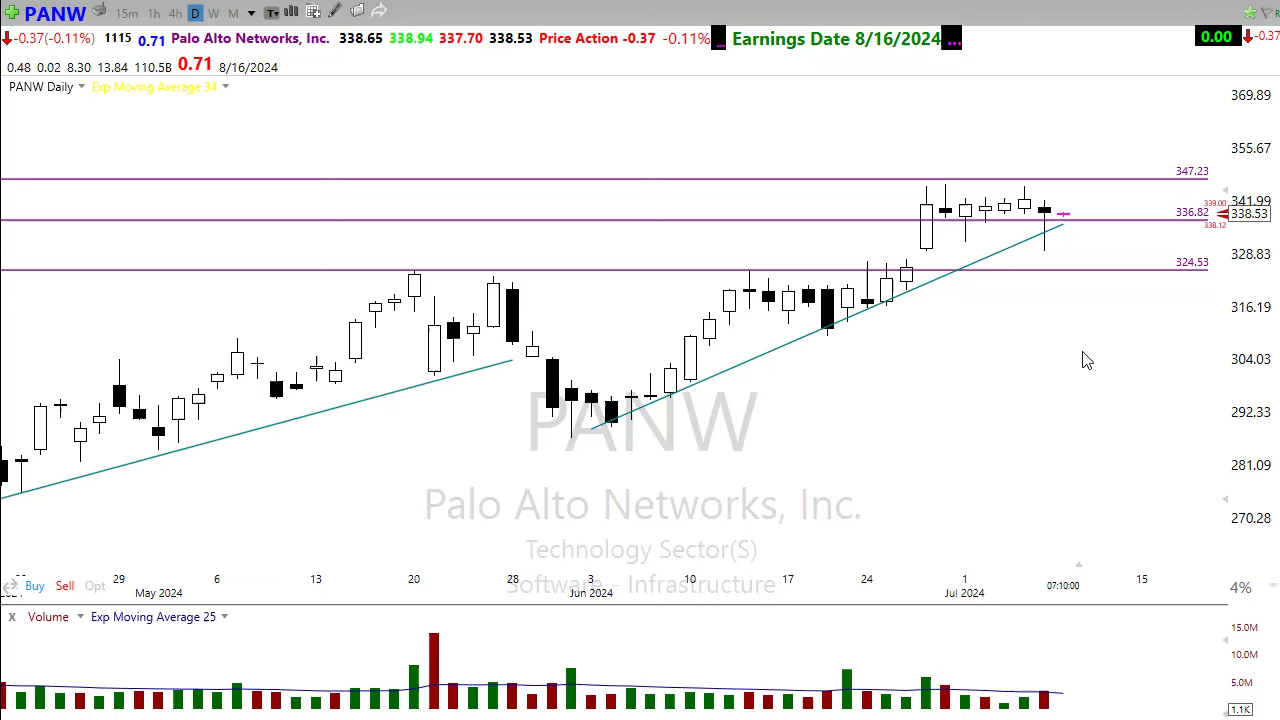 PANW 15m 1h 4h D W M T
-0.37(-0.11%) 1115 0.71 Palo Alto Networks, Inc. 338.65 338.94 337.70 338.53 Price Action -0.37 -0.11% ... Earnings Date 8/16/2024 ... 0.00 -0.37
0.48 0.02 8.30 13.84 110.5B 0.71 8/16/2024
PANW Daily Exp Moving Average 34
369.89
355.67
347.23
341.99
339.00
336.82
338.53
338.12
328.83
324.53
316.19
304.03
292.33
281.09
270.28
PANW
Palo Alto Networks, Inc.
Technology Sector(S)
Software - Infrastructure
29 6 13 20 28 3 10 17 24 1 07:10:00 15
Buy Sell Opt 4%
May 2024 Jun 2024 Jul 2024
X Volume Exp Moving Average 25
15.0M
10.0M
5.0M
1.1K